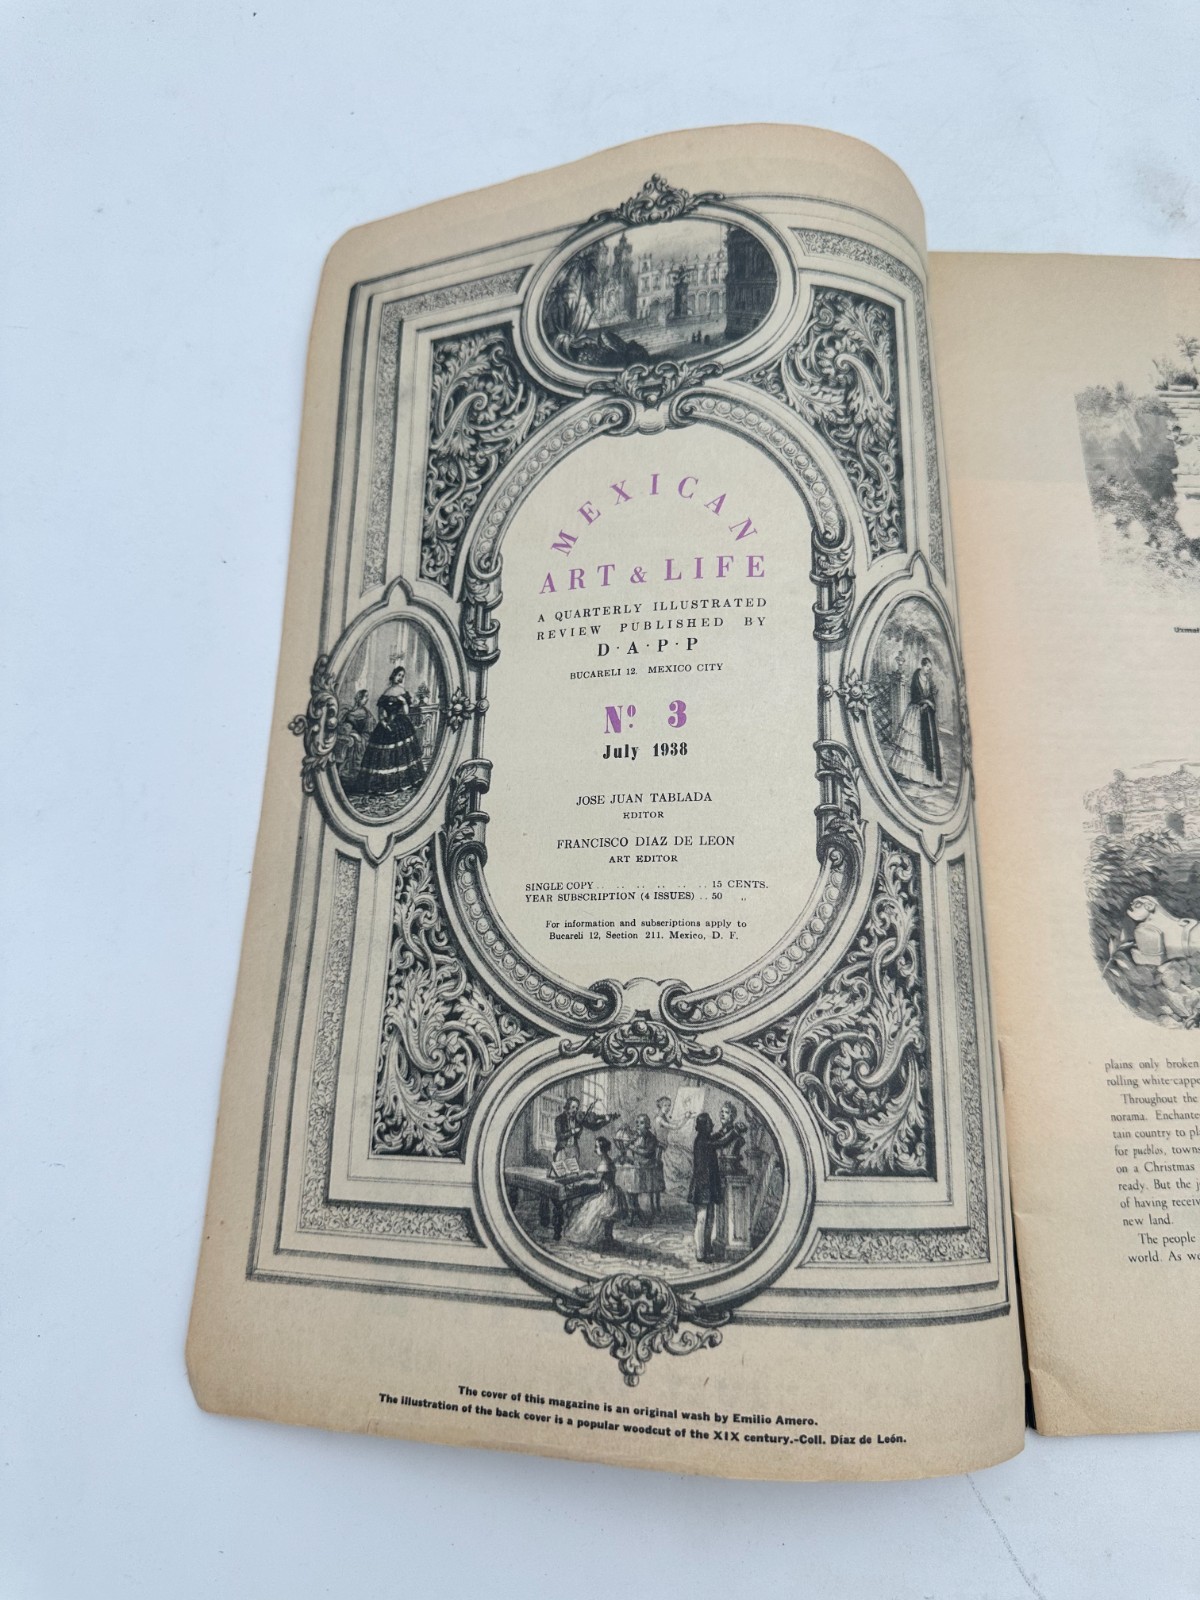 MEXICAN
ART & LIFE
A QUARTERLY ILLUSTRATED
REVIEW PUBLISHED BY
D·A·P·P
BUCARELI 12. MEXICO CITY
Nº 3
July 1938
JOSE JUAN TABLADA
EDITOR
FRANCISCO DIAZ DE LEON
ART EDITOR
SINGLE COPY .. .. .. .. .. .. 15 CENTS.
YEAR SUBSCRIPTION (4 ISSUES) .. 50 „
For information and subscriptions apply to
Bucareli 12, Section 211. Mexico, D. F.
The cover of this magazine is an original wash by Emilio Amero.
The illustration of the back cover is a popular woodcut of the XIX century.-Coll. Diaz de León.
plains only broken
rolling white-cappe
Throughout the
norama. Enchante
tain country to pl
for pueblos, towns
on a Christmas
ready. But the j
of having receiv
new land.
The people
world. As we